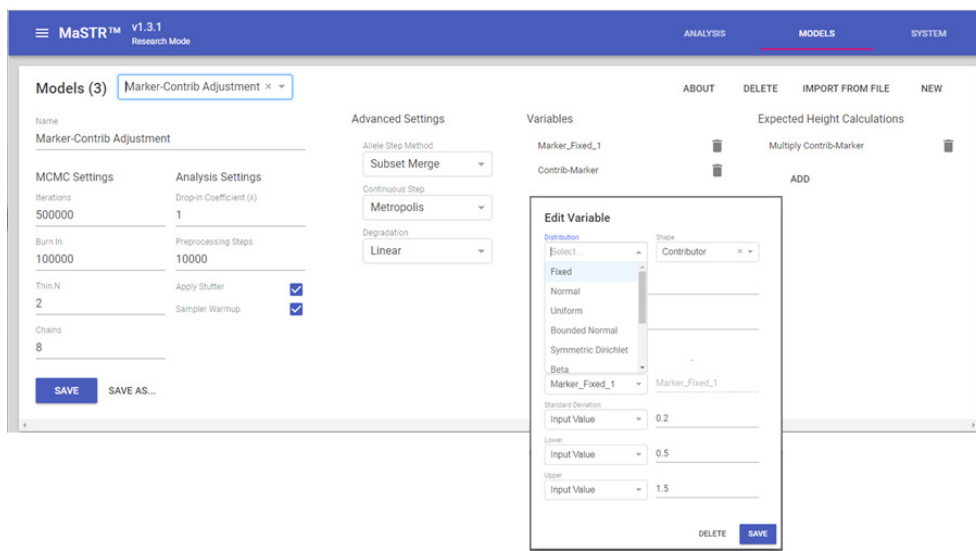 MaSTR™ v1.3.1
Research Mode
ANALYSIS MODELS SYSTEM
Models (3) Marker-Contrib Adjustment ×
ABOUT DELETE IMPORT FROM FILE NEW
Name
Marker-Contrib Adjustment
MCMC Settings
Iterations
500000
Burn In
100000
Thin N
2
Chains
8
Analysis Settings
Drop-in Coefficient (λ)
1
Preprocessing Steps
10000
Apply Stutter
Sampler Warmup
SAVE SAVE AS...
Advanced Settings
Allele Step Method
Subset Merge
Continuous Step
Metropolis
Degradation
Linear
Variables
Marker_Fixed_1
Contrib-Marker
Expected Height Calculations
Multiply Contrib-Marker
ADD
Edit Variable
Distribution Shape
Select... Contributor ×
Fixed
Normal
Uniform
Bounded Normal
Symmetric Dirichlet
Beta
Marker_Fixed_1 Marker_Fixed_1
Standard Deviation
Input Value 0.2
Lower
Input Value 0.5
Upper
Input Value 1.5
DELETE SAVE